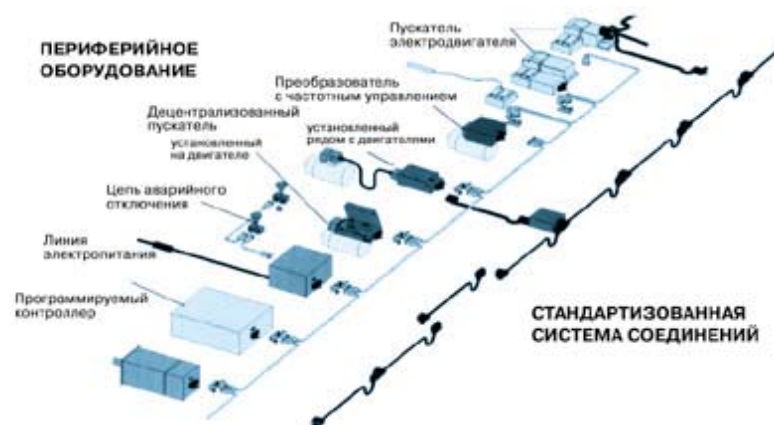 ПЕРИФЕРИЙНОЕ
ОБОРУДОВАНИЕ
Пускатель
электродвигателя
Преобразователь
с частотным управлением
Децентрализованный
пускатель
установленный
на двигателе
установленный
рядом с двигателями
Цепь аварийного
отключения
Линия
электропитания
Программируемый
контроллер
СТАНДАРТИЗОВАННАЯ
СИСТЕМА СОЕДИНЕНИЙ